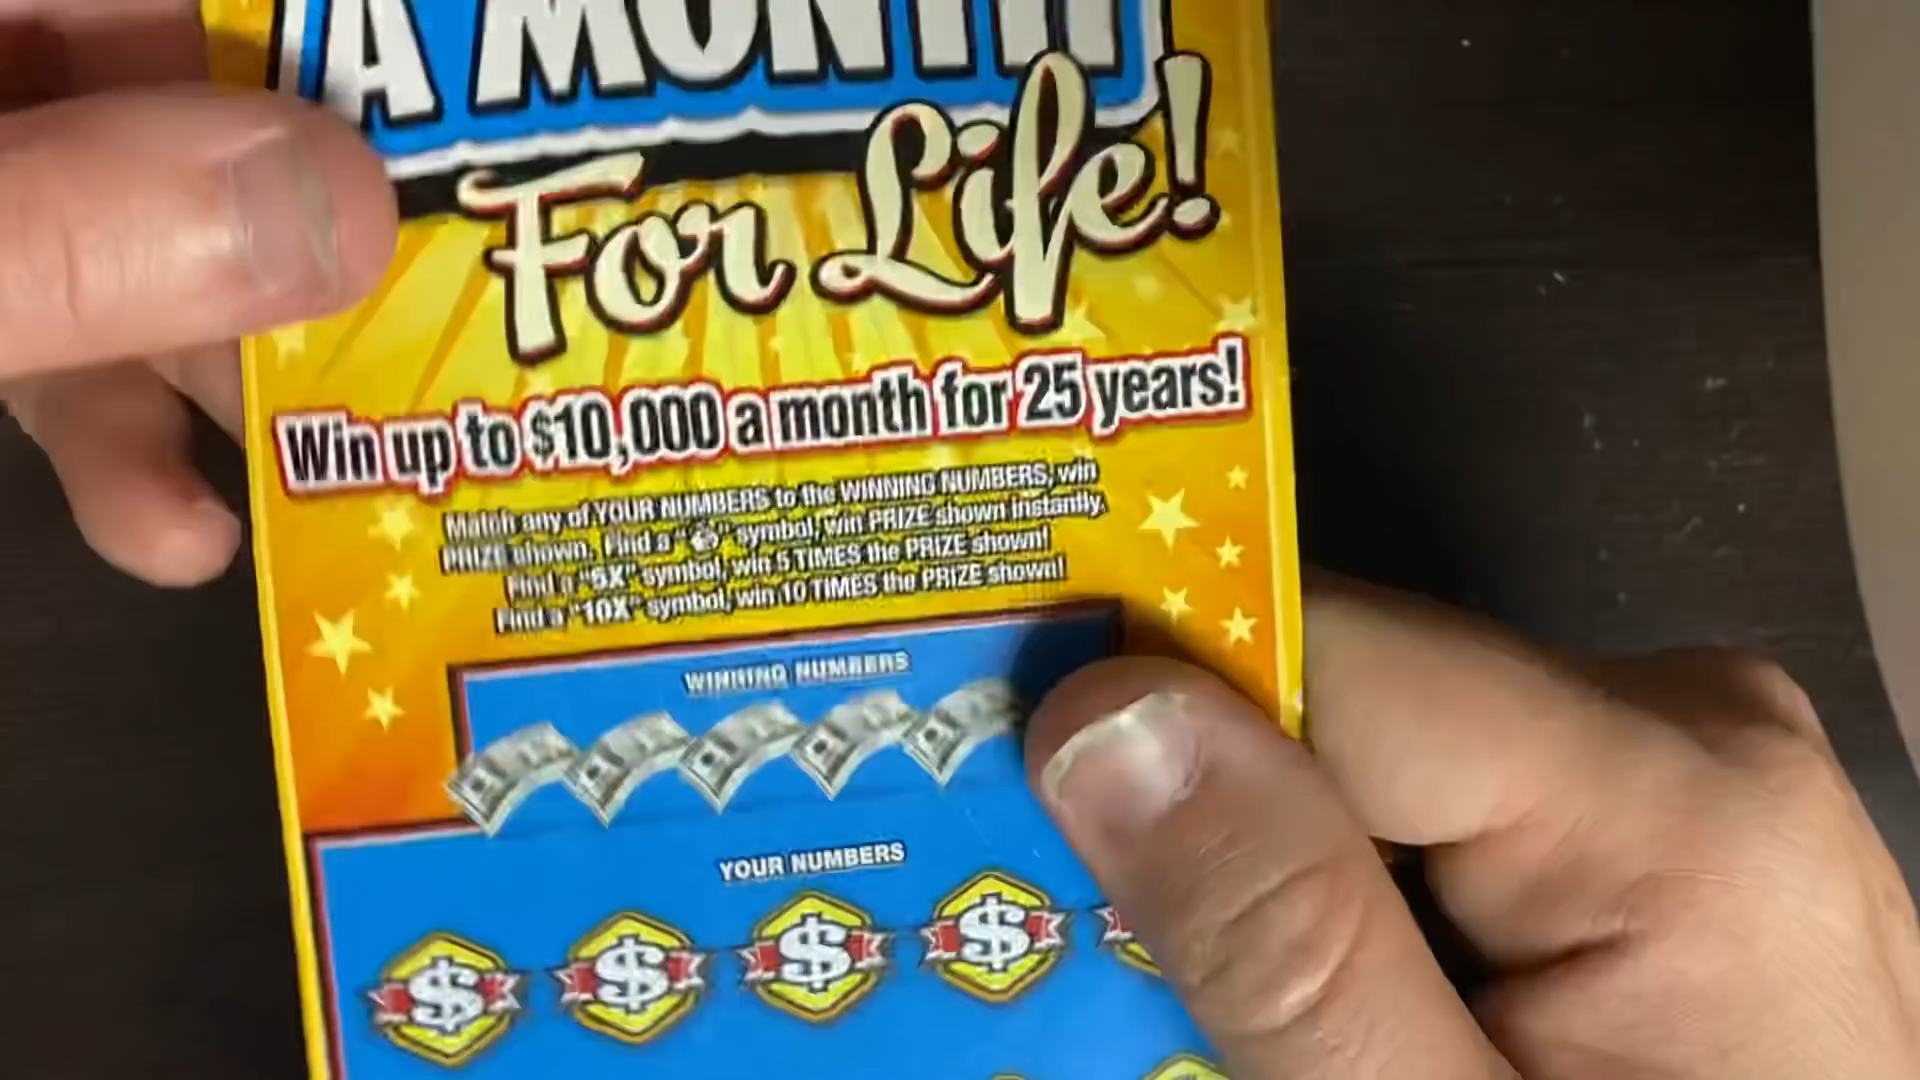 A MONTH
For Life!
Win up to $10,000 a month for 25 years!
Match any of YOUR NUMBERS to the WINNING NUMBERS, win
PRIZE shown. Find a " " symbol, win PRIZE shown instantly.
Find a "5X" symbol, win 5 TIMES the PRIZE shown!
Find a "10X" symbol, win 10 TIMES the PRIZE shown!
WINNING NUMBERS
YOUR NUMBERS
$ $ $ $